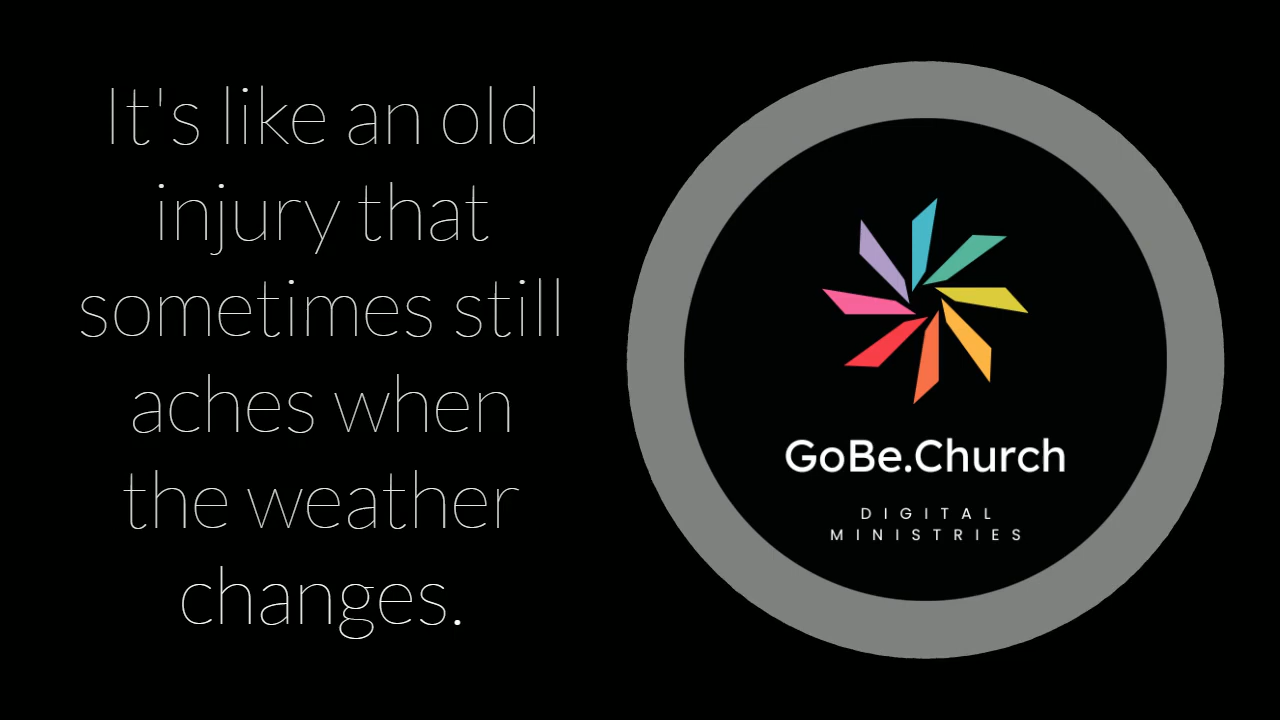 It's like an old
injury that
sometimes still
aches when
the weather
changes.
GoBe.Church
DIGITAL
MINISTRIES